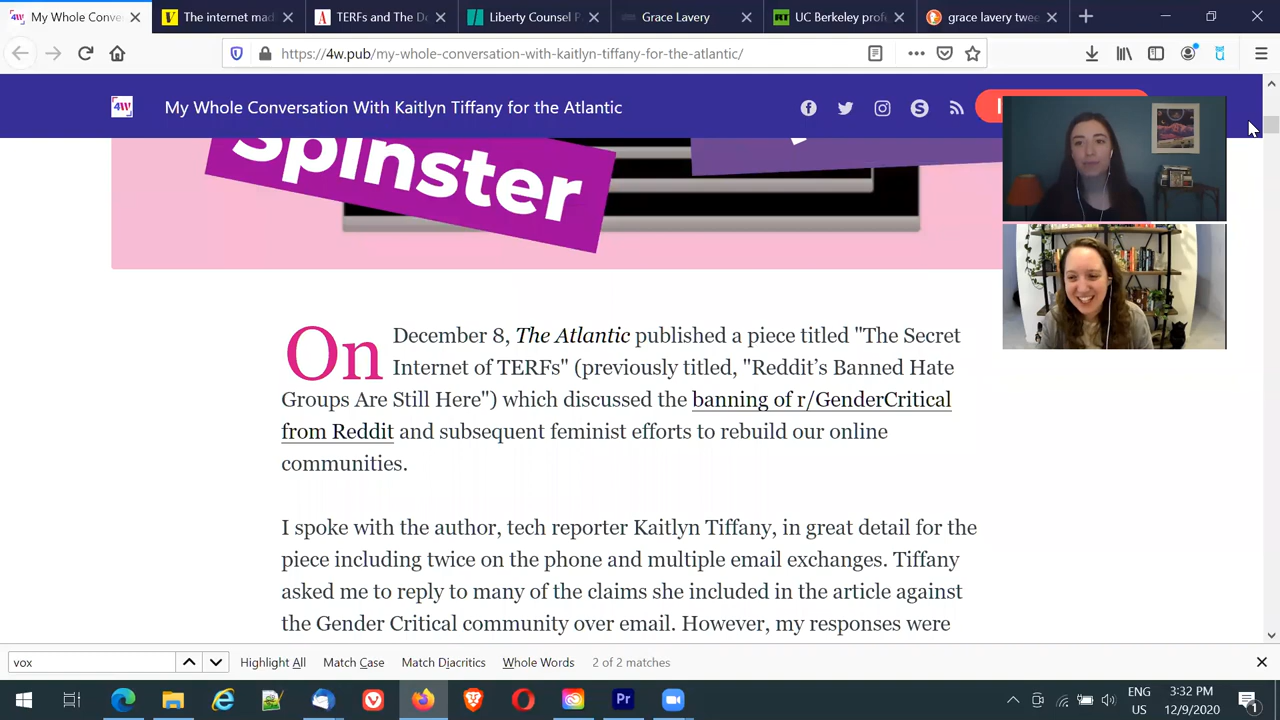 My Whole Conver
The internet mad
TERFs and The De
Liberty Counsel P
Grace Lavery
RT
UC Berkeley prof
grace lavery twee
https://4w.pub/my-whole-conversation-with-kaitlyn-tiffany-for-the-atlantic/
4W
My Whole Conversation With Kaitlyn Tiffany for the Atlantic
Spinster
On December 8, The Atlantic published a piece titled "The Secret
Internet of TERFs" (previously titled, "Reddit’s Banned Hate
Groups Are Still Here") which discussed the banning of r/GenderCritical
from Reddit and subsequent feminist efforts to rebuild our online
communities.
I spoke with the author, tech reporter Kaitlyn Tiffany, in great detail for the
piece including twice on the phone and multiple email exchanges. Tiffany
asked me to reply to many of the claims she included in the article against
the Gender Critical community over email. However, my responses were
vox
Highlight All
Match Case
Match Diacritics
Whole Words
2 of 2 matches
Pr
ENG
US
3:32 PM
12/9/2020
1